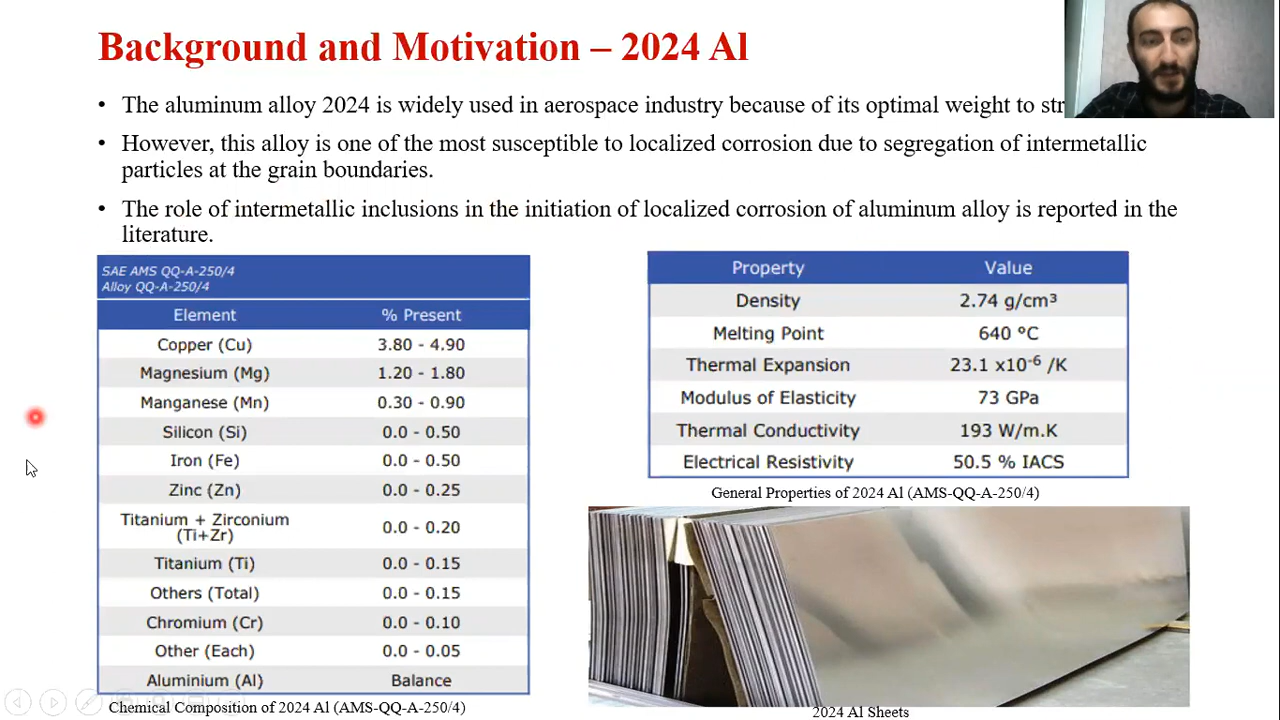 Background and Motivation – 2024 Al
• The aluminum alloy 2024 is widely used in aerospace industry because of its optimal weight to
• However, this alloy is one of the most susceptible to localized corrosion due to segregation of intermetallic
particles at the grain boundaries.
• The role of intermetallic inclusions in the initiation of localized corrosion of aluminum alloy is reported in the
literature.
SAE AMS QQ-A-250/4
Alloy QQ-A-250/4
Element % Present
Copper (Cu) 3.80 - 4.90
Magnesium (Mg) 1.20 - 1.80
Manganese (Mn) 0.30 - 0.90
Silicon (Si) 0.0 - 0.50
Iron (Fe) 0.0 - 0.50
Zinc (Zn) 0.0 - 0.25
Titanium + Zirconium
(Ti+Zr) 0.0 - 0.20
Titanium (Ti) 0.0 - 0.15
Others (Total) 0.0 - 0.15
Chromium (Cr) 0.0 - 0.10
Other (Each) 0.0 - 0.05
Aluminium (Al) Balance
Chemical Composition of 2024 Al (AMS-QQ-A-250/4)
Property Value
Density 2.74 g/cm³
Melting Point 640 °C
Thermal Expansion 23.1 x10⁻⁶ /K
Modulus of Elasticity 73 GPa
Thermal Conductivity 193 W/m.K
Electrical Resistivity 50.5 % IACS
General Properties of 2024 Al (AMS-QQ-A-250/4)
2024 Al Sheets